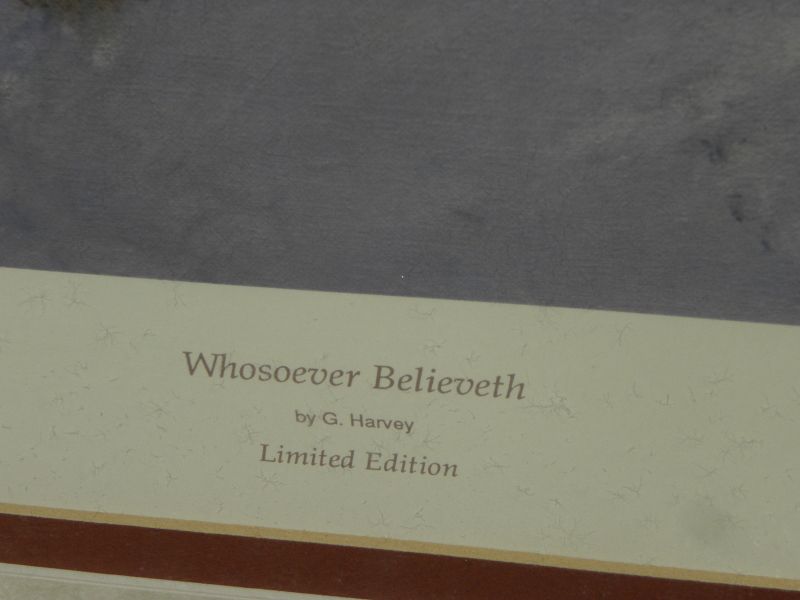 Whosoever Believeth
by G. Harvey
Limited Edition